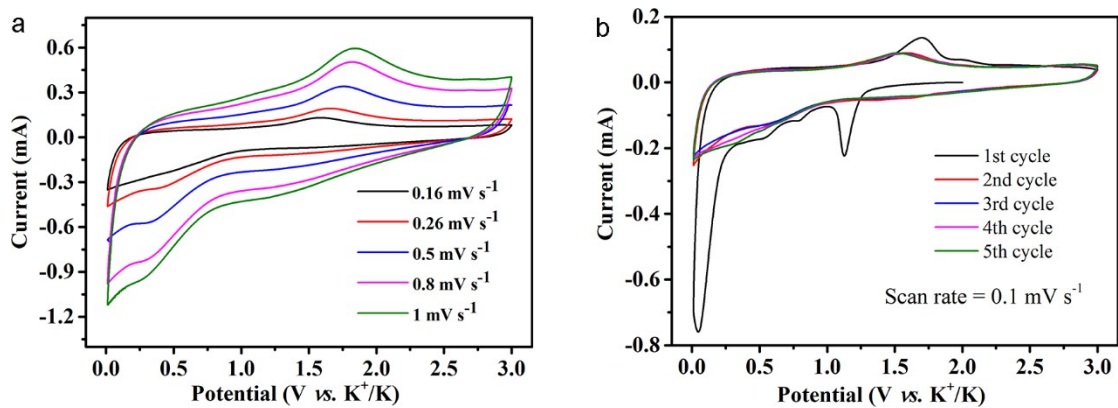 a
0.6
0.3
0.0
-0.3
-0.6
-0.9
-1.2
Current (mA)
0.16 mV s⁻¹
0.26 mV s⁻¹
0.5 mV s⁻¹
0.8 mV s⁻¹
1 mV s⁻¹
0.0 0.5 1.0 1.5 2.0 2.5 3.0
Potential (V vs. K⁺/K)
b
0.2
0.0
-0.2
-0.4
-0.6
-0.8
Current (mA)
1st cycle
2nd cycle
3rd cycle
4th cycle
5th cycle
Scan rate = 0.1 mV s⁻¹
0.0 0.5 1.0 1.5 2.0 2.5 3.0
Potential (V vs. K⁺/K)